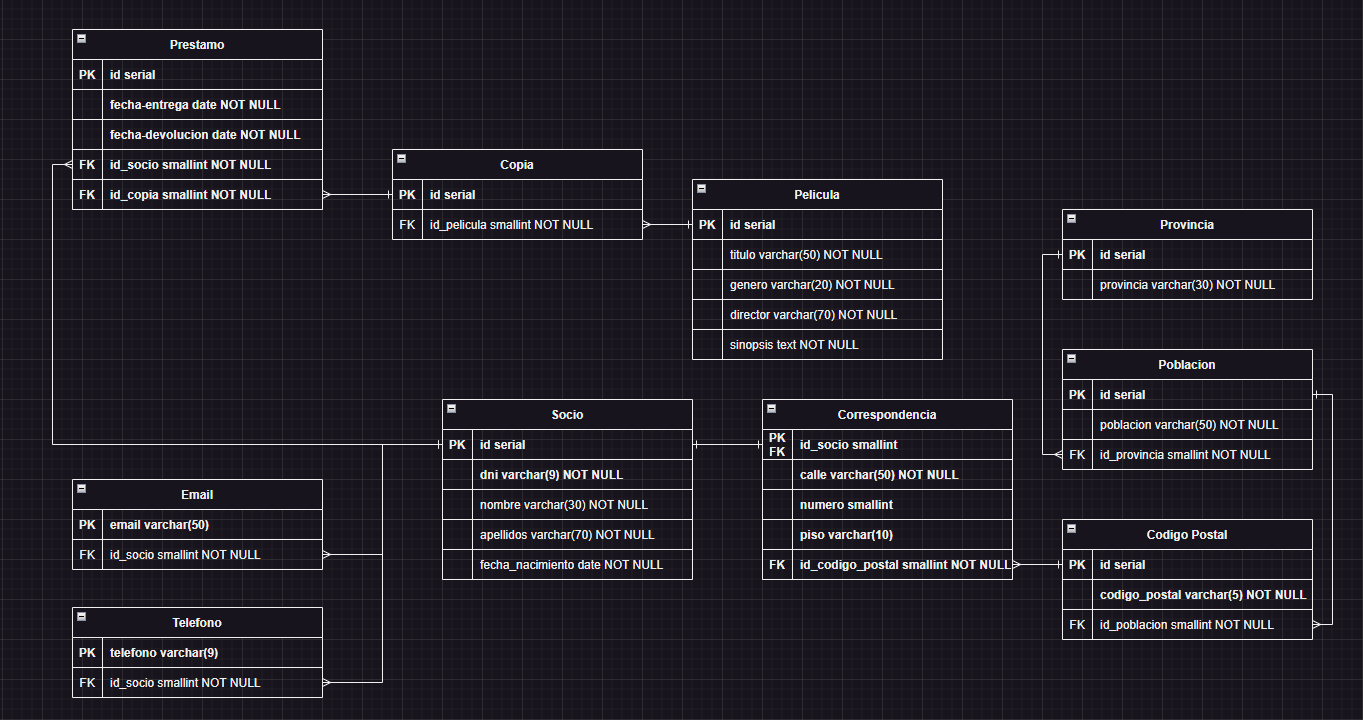 Prestamo
PK id serial
fecha-entrega date NOT NULL
fecha-devolucion date NOT NULL
FK id_socio smallint NOT NULL
FK id_copia smallint NOT NULL
Copia
PK id serial
FK id_pelicula smallint NOT NULL
Pelicula
PK id serial
titulo varchar(50) NOT NULL
genero varchar(20) NOT NULL
director varchar(70) NOT NULL
sinopsis text NOT NULL
Provincia
PK id serial
provincia varchar(30) NOT NULL
Poblacion
PK id serial
poblacion varchar(50) NOT NULL
FK id_provincia smallint NOT NULL
Socio
PK id serial
dni varchar(9) NOT NULL
nombre varchar(30) NOT NULL
apellidos varchar(70) NOT NULL
fecha_nacimiento date NOT NULL
Correspondencia
PK
FK id_socio smallint
calle varchar(50) NOT NULL
numero smallint
piso varchar(10)
FK id_codigo_postal smallint NOT NULL
Email
PK email varchar(50)
FK id_socio smallint NOT NULL
Codigo Postal
PK id serial
codigo_postal varchar(5) NOT NULL
FK id_poblacion smallint NOT NULL
Telefono
PK telefono varchar(9)
FK id_socio smallint NOT NULL